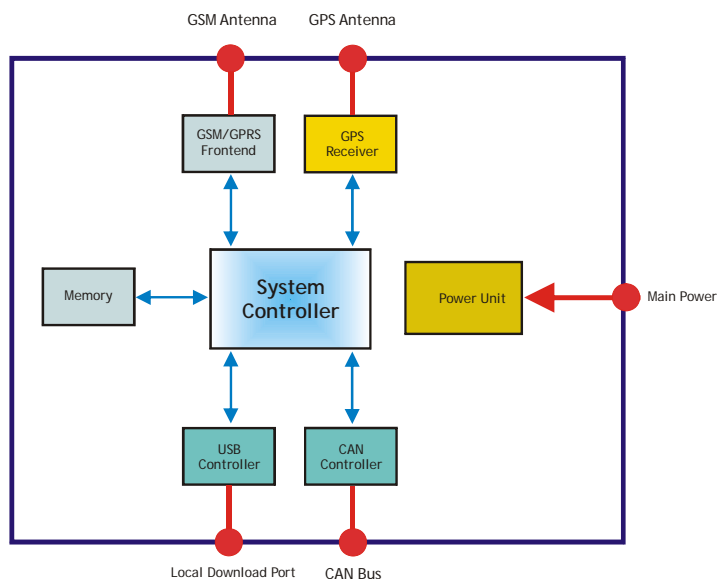 GSM Antenna
GPS Antenna
GSM/GPRS
Frontend
GPS
Receiver
Memory
System
Controller
Power Unit
Main Power
USB
Controller
CAN
Controller
Local Download Port
CAN Bus